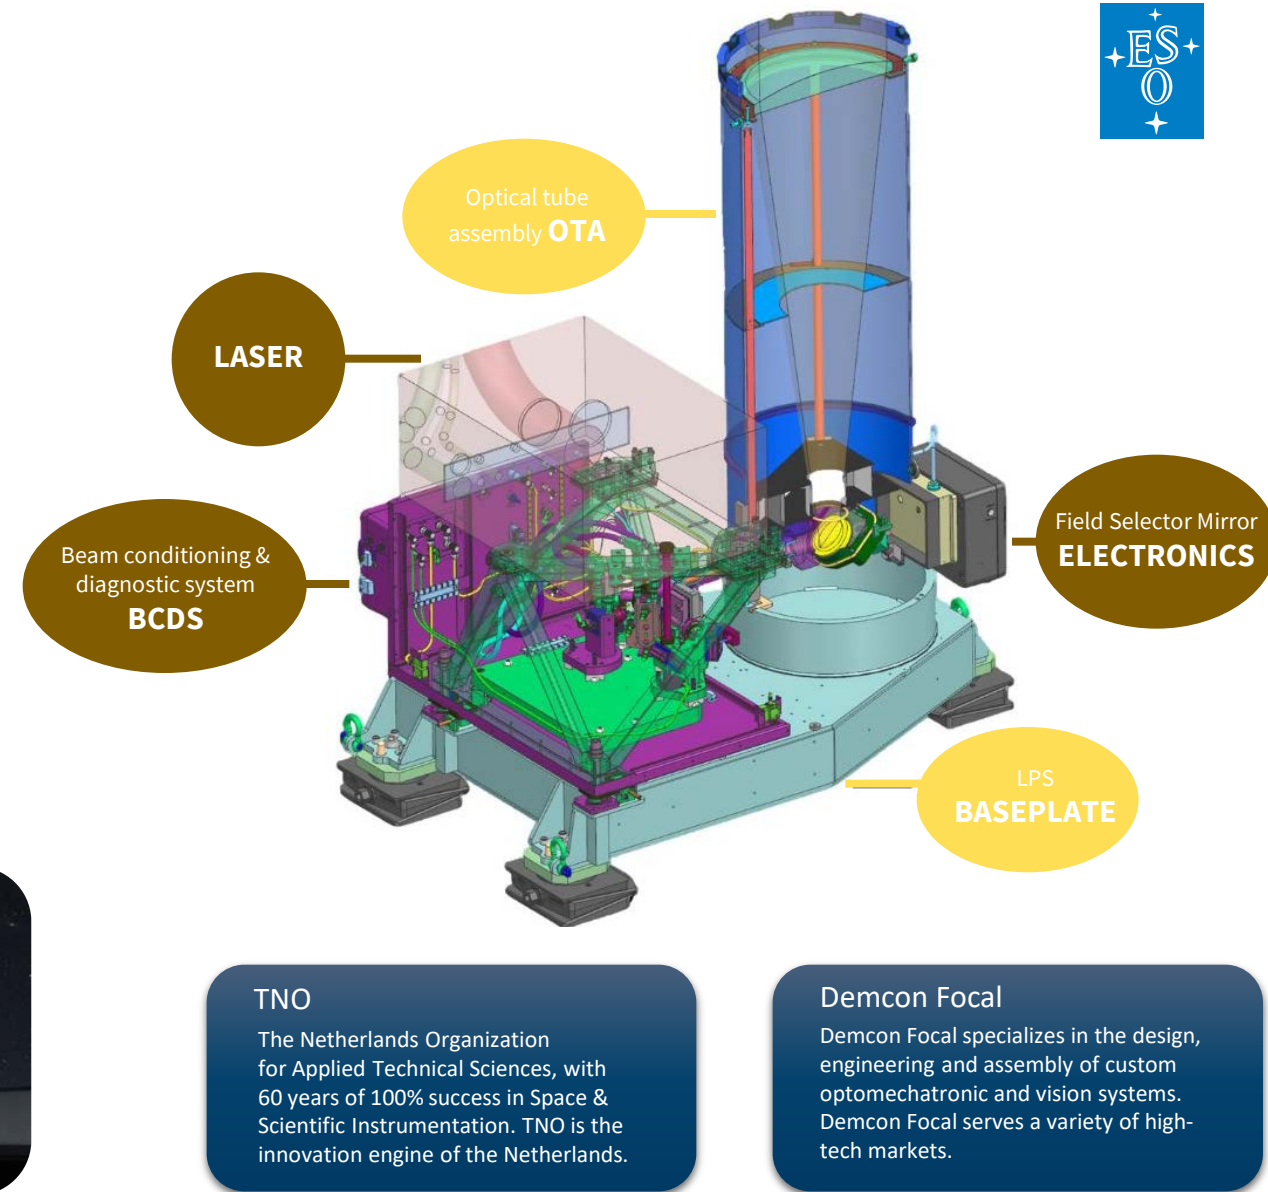 ESO
Optical tube
assembly OTA
LASER
Beam conditioning &
diagnostic system
BCDS
Field Selector Mirror
ELECTRONICS
LPS
BASEPLATE
TNO
The Netherlands Organization
for Applied Technical Sciences, with
60 years of 100% success in Space &
Scientific Instrumentation. TNO is the
innovation engine of the Netherlands.
Demcon Focal
Demcon Focal specializes in the design,
engineering and assembly of custom
optomechatronic and vision systems.
Demcon Focal serves a variety of high-
tech markets.